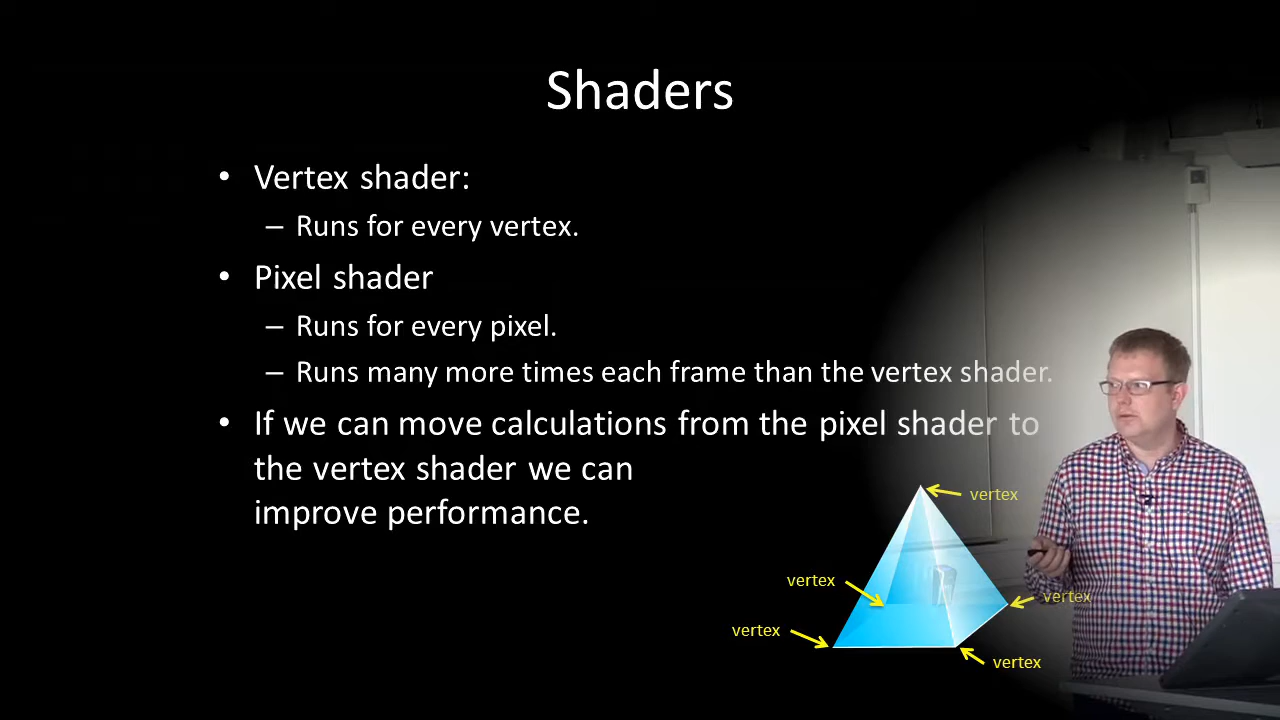 Shaders
• Vertex shader:
– Runs for every vertex.
• Pixel shader
– Runs for every pixel.
– Runs many more times each frame than the vertex shader.
• If we can move calculations from the pixel shader to
the vertex shader we can
improve performance.
vertex
vertex
vertex
vertex
vertex